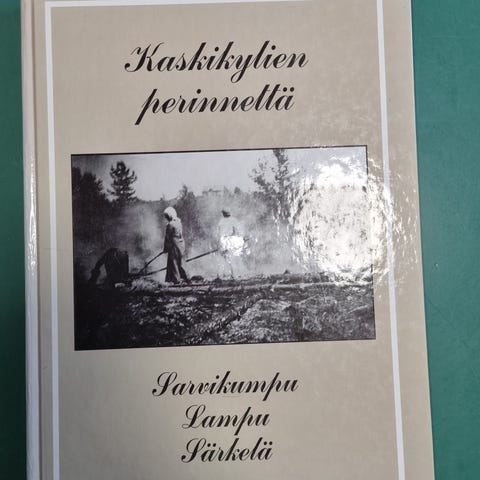 Kaskikylien
perinnettä
Sarvikumpu
Lampu
Särkelä